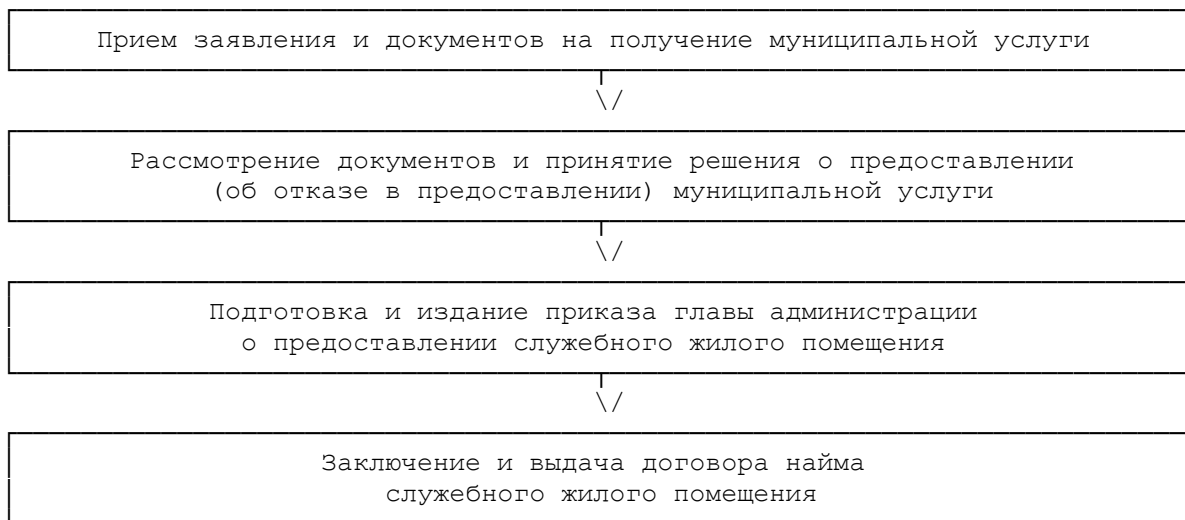 Прием заявления и документов на получение муниципальной услуги
\/
Рассмотрение документов и принятие решения о предоставлении
(об отказе в предоставлении) муниципальной услуги
\/
Подготовка и издание приказа главы администрации
о предоставлении служебного жилого помещения
\/
Заключение и выдача договора найма
служебного жилого помещения